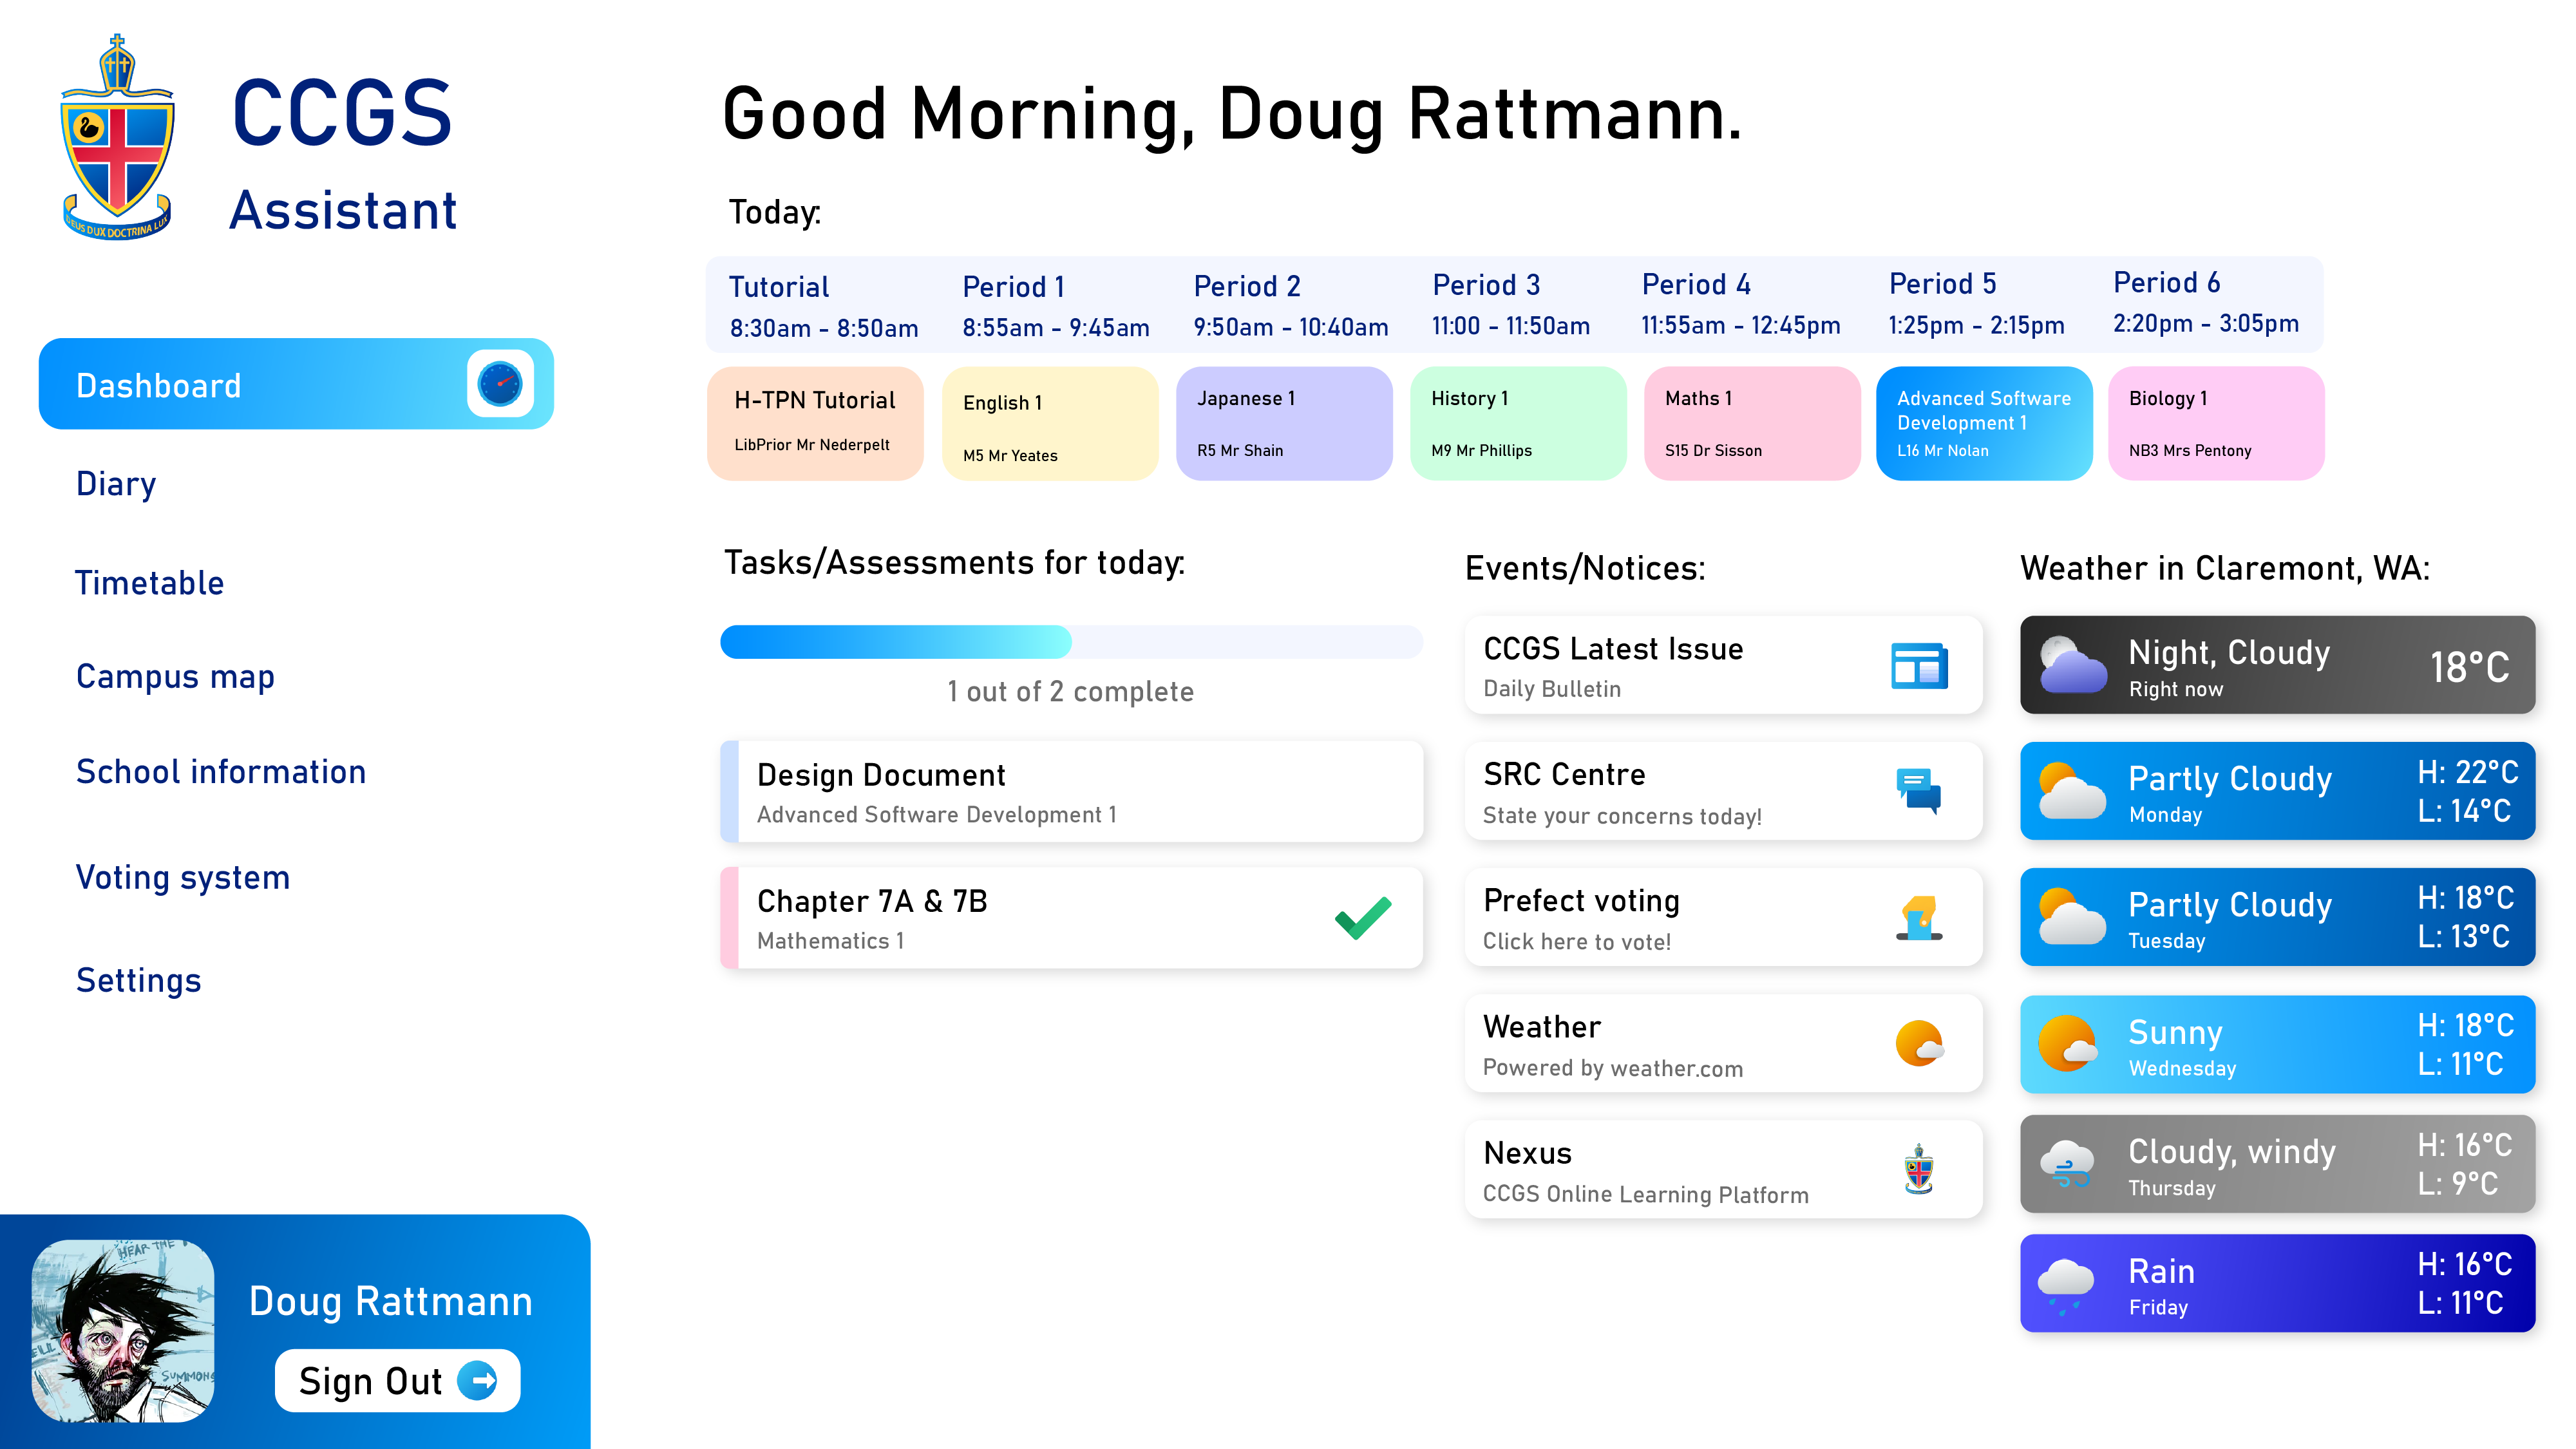 CCGS
Assistant
DEUS DUX DOCTRINA LUX
Dashboard
Diary
Timetable
Campus map
School information
Voting system
Settings
HEAR THE
SUMMONS
Doug Rattmann
Sign Out
Good Morning, Doug Rattmann.
Today:
Tutorial
8:30am - 8:50am
Period 1
8:55am - 9:45am
Period 2
9:50am - 10:40am
Period 3
11:00 - 11:50am
Period 4
11:55am - 12:45pm
Period 5
1:25pm - 2:15pm
Period 6
2:20pm - 3:05pm
H-TPN Tutorial
LibPrior Mr Nederpelt
English 1
M5 Mr Yeates
Japanese 1
R5 Mr Shain
History 1
M9 Mr Phillips
Maths 1
S15 Dr Sisson
Advanced Software
Development 1
L16 Mr Nolan
Biology 1
NB3 Mrs Pentony
Tasks/Assessments for today:
1 out of 2 complete
Design Document
Advanced Software Development 1
Chapter 7A & 7B
Mathematics 1
Events/Notices:
CCGS Latest Issue
Daily Bulletin
SRC Centre
State your concerns today!
Prefect voting
Click here to vote!
Weather
Powered by weather.com
Nexus
CCGS Online Learning Platform
Weather in Claremont, WA:
Night, Cloudy
Right now
18°C
Partly Cloudy
Monday
H: 22°C
L: 14°C
Partly Cloudy
Tuesday
H: 18°C
L: 13°C
Sunny
Wednesday
H: 18°C
L: 11°C
Cloudy, windy
Thursday
H: 16°C
L: 9°C
Rain
Friday
H: 16°C
L: 11°C